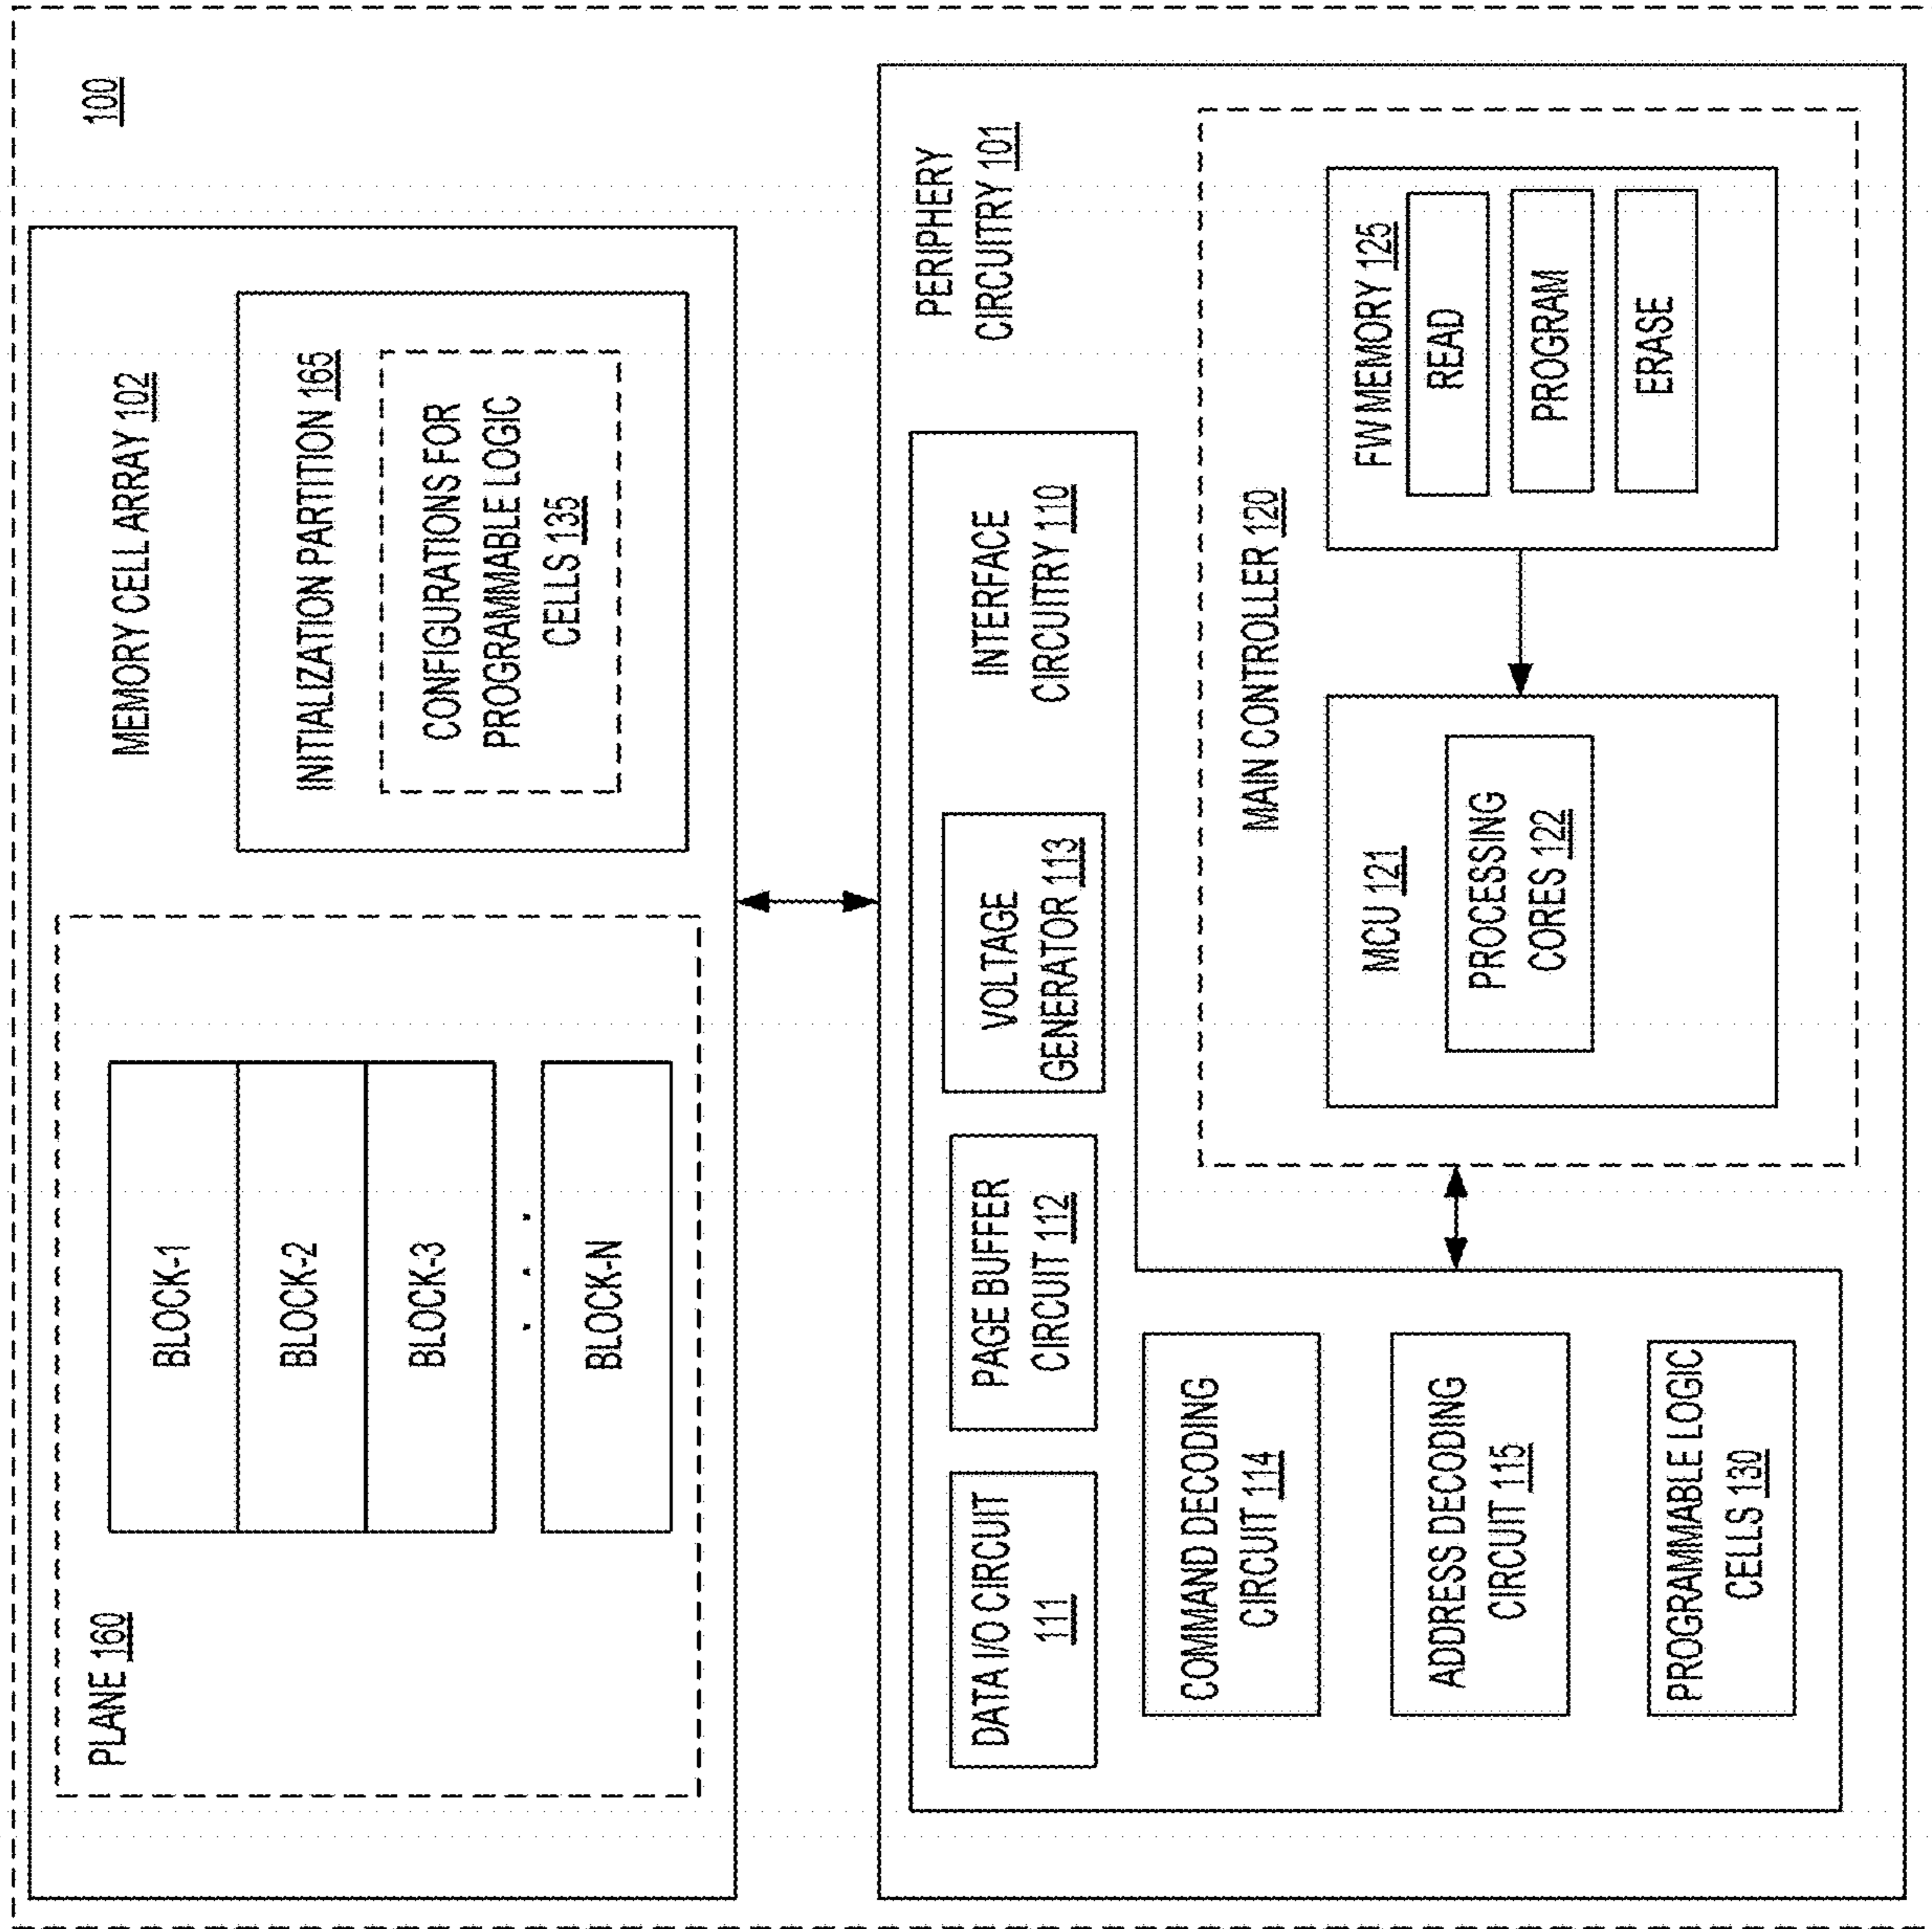 100
MEMORY CELL ARRAY 102
PLANE 160
BLOCK-1
BLOCK-2
BLOCK-3
BLOCK-N
INITIALIZATION PARTITION 165
CONFIGURATIONS FOR
PROGRAMABLE LOGIC
CELLS 135
PERIPHERY
CIRCUITRY 101
DATA I/O CIRCUIT
111
PAGE BUFFER
CIRCUIT 112
VOLTAGE
GENERATOR 113
INTERFACE
CIRCUITRY 110
COMMAND DECODING
CIRCUIT 114
ADDRESS DECODING
CIRCUIT 115
PROGRAMMABLE LOGIC
CELLS 130
MAIN CONTROLLER 120
MCU 121
PROCESSING
CORES 122
FW MEMORY 125
READ
PROGRAM
ERASE